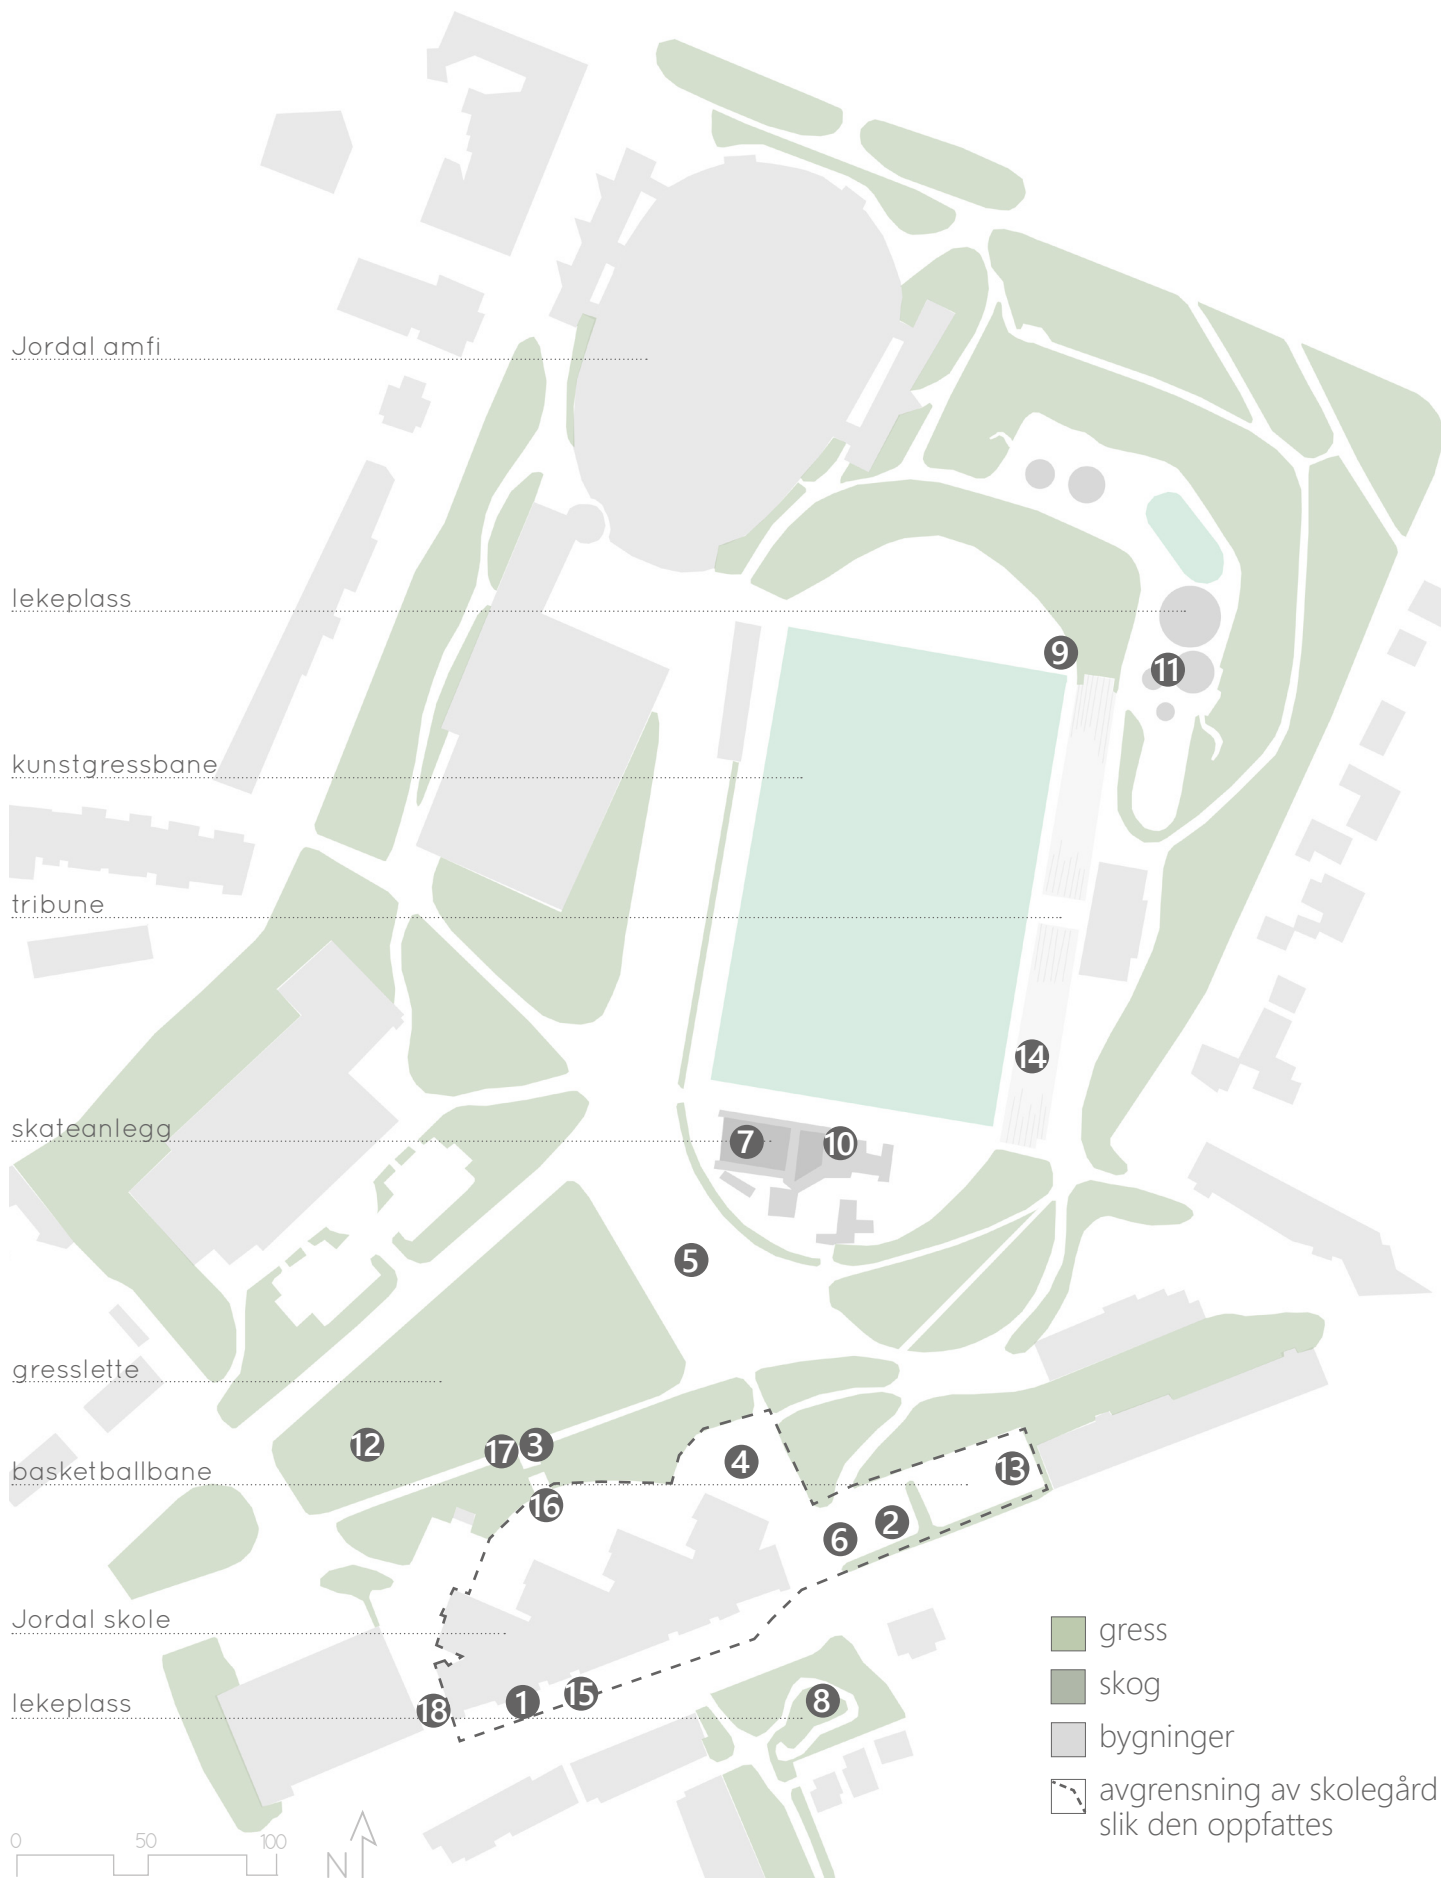 Jordal amfi
lekeplass
9
11
kunstgressbane
tribune
14
skateanlegg
7
10
5
gresslette
12
17
3
4
basketballbane
13
16
2
6
Jordal skole
gress
skog
lekeplass
18
1
15
8
bygninger
avgrensning av skolegård
slik den oppfattes
0
50
100
N